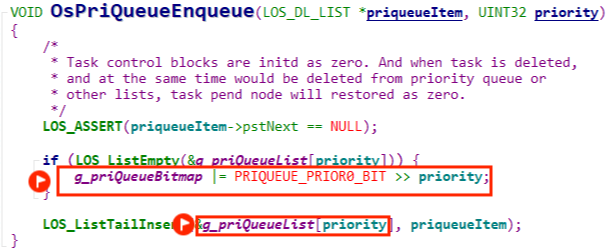 VOID OsPriQueueEnqueue(LOS_DL_LIST *priqueueItem, UINT32 priority)
{
/*
* Task control blocks are initd as zero. And when task is deleted,
* and at the same time would be deleted from priority queue or
* other lists, task pend node will restored as zero.
*/
LOS_ASSERT(priqueueItem->pstNext == NULL);
if (LOS_ListEmpty(&g_priQueueList[priority])) {
g_priQueueBitmap |= PRIQUEUE_PRIOR0_BIT >> priority;
}
LOS_ListTailInser &g_priQueueList[priority], priqueueItem);
}